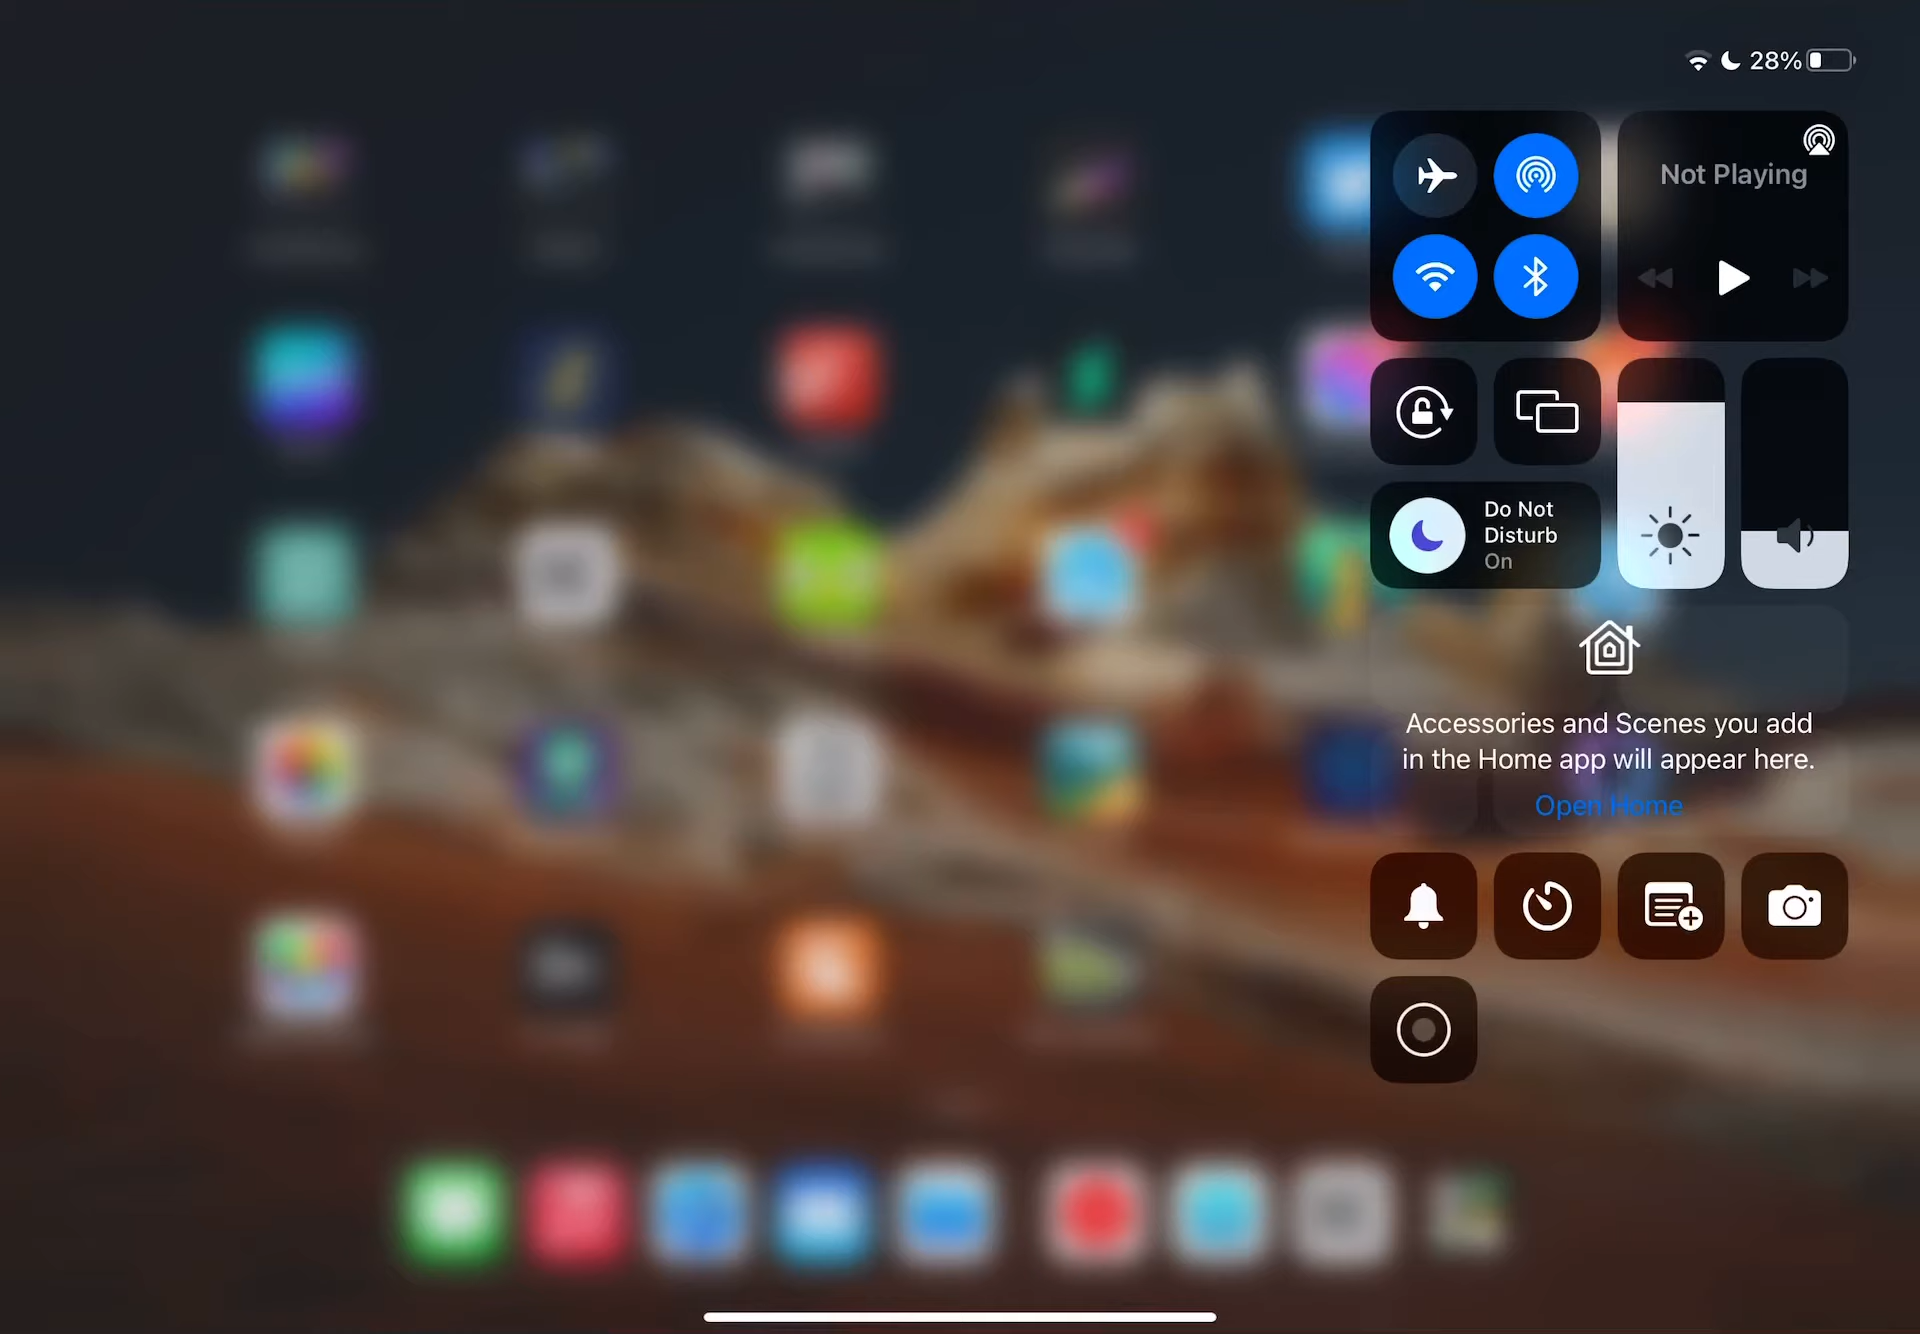 28%
Not Playing
Do Not
Disturb
On
Accessories and Scenes you add
in the Home app will appear here.
Open Home